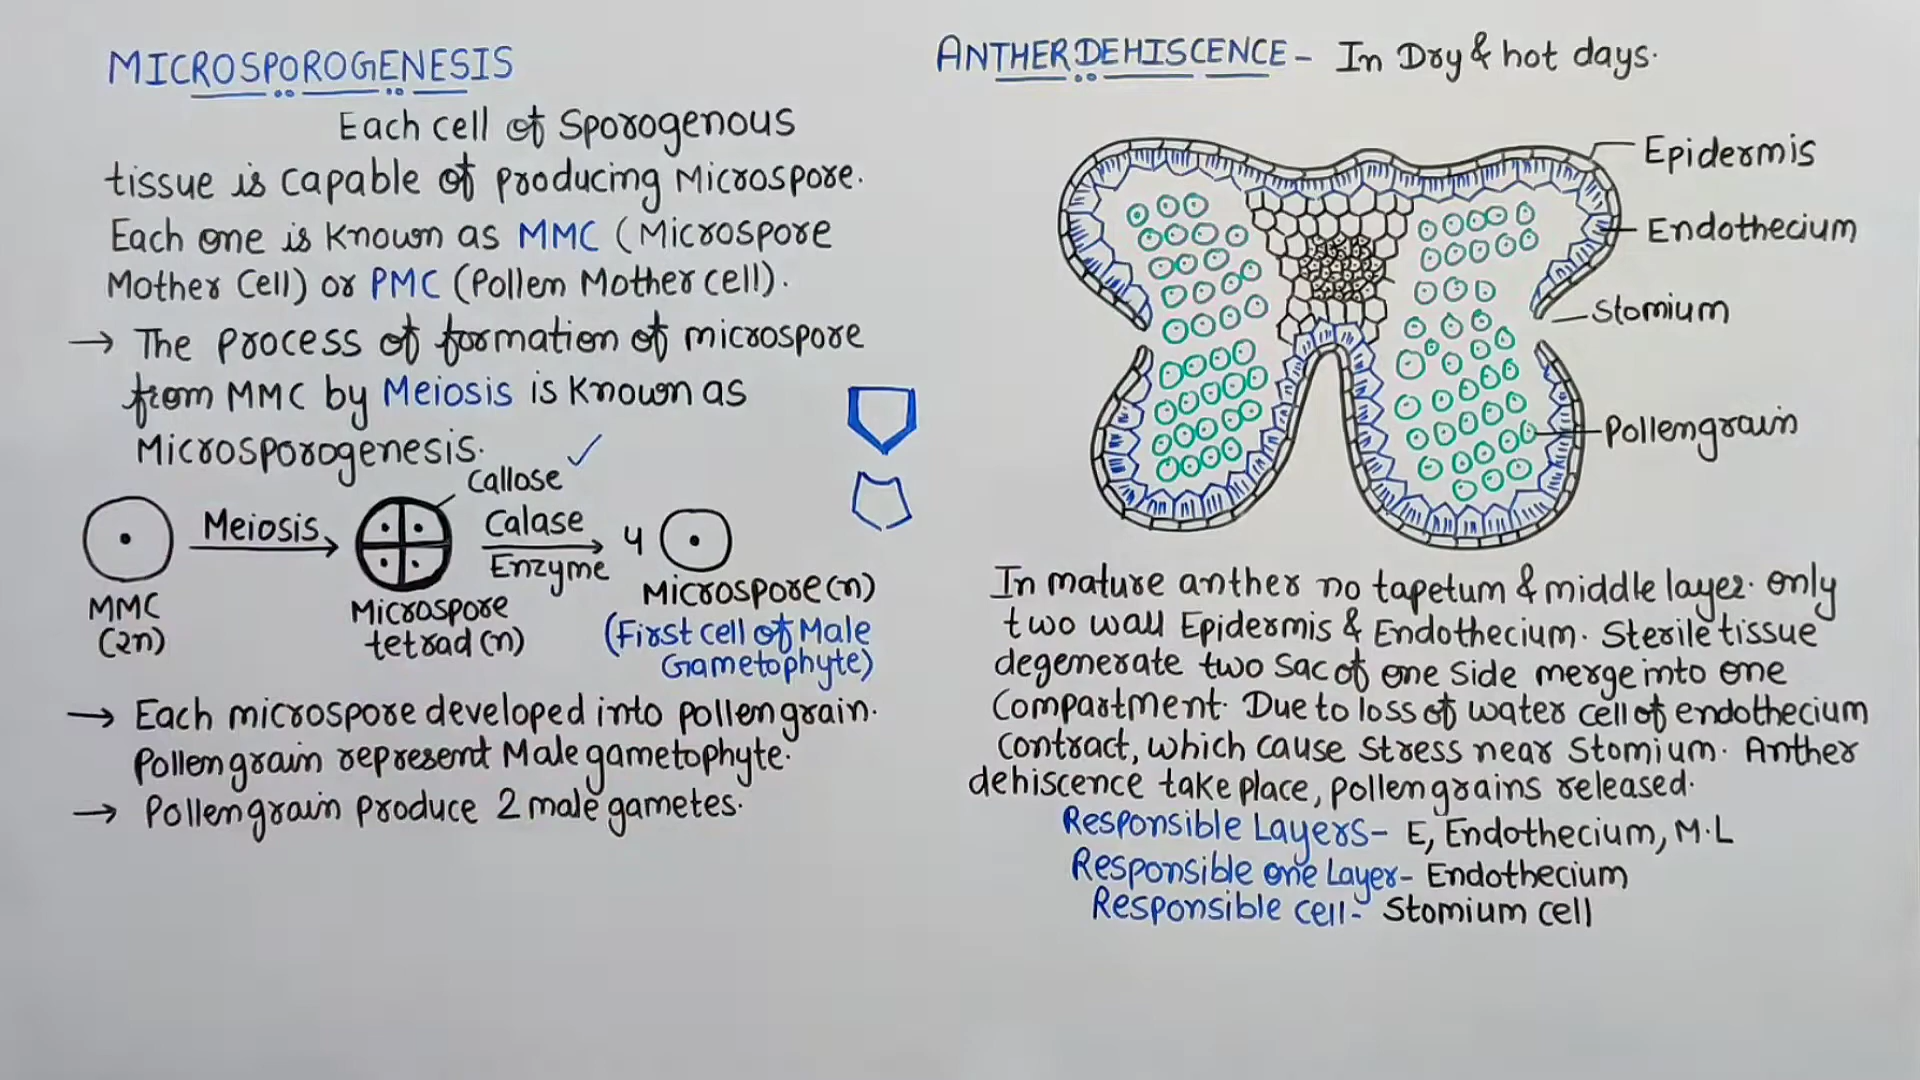 MICROSPOROGENESIS
Each cell of Sporogenous
tissue is capable of producing Microspore.
Each one is known as MMC (Microspore
Mother Cell) or PMC (Pollen Mother cell).
→ The process of formation of microspore
from MMC by Meiosis is known as
Microsporogenesis.
Callose
Meiosis
Calase
Enzyme
4
MMC
(2n)
Microspore
tetrad (n)
Microspore (n)
(First cell of Male
Gametophyte)
→ Each microspore developed into pollengrain.
Pollengrain represent Male gametophyte.
→ Pollengrain produce 2 male gametes.
ANTHER DEHISCENCE - In Dry & hot days.
Epidermis
Endothecium
Stomium
Pollengrain
In mature anther no tapetum & middle layer. Only
two wall Epidermis & Endothecium. Sterile tissue
degenerate two sac of one side merge into one
Compartment. Due to loss of water cell of endothecium
contract, which cause stress near stomium. Anther
dehiscence take place, pollengrains released.
Responsible Layers- E, Endothecium, M.L
Responsible one Layer- Endothecium
Responsible cell- Stomium cell